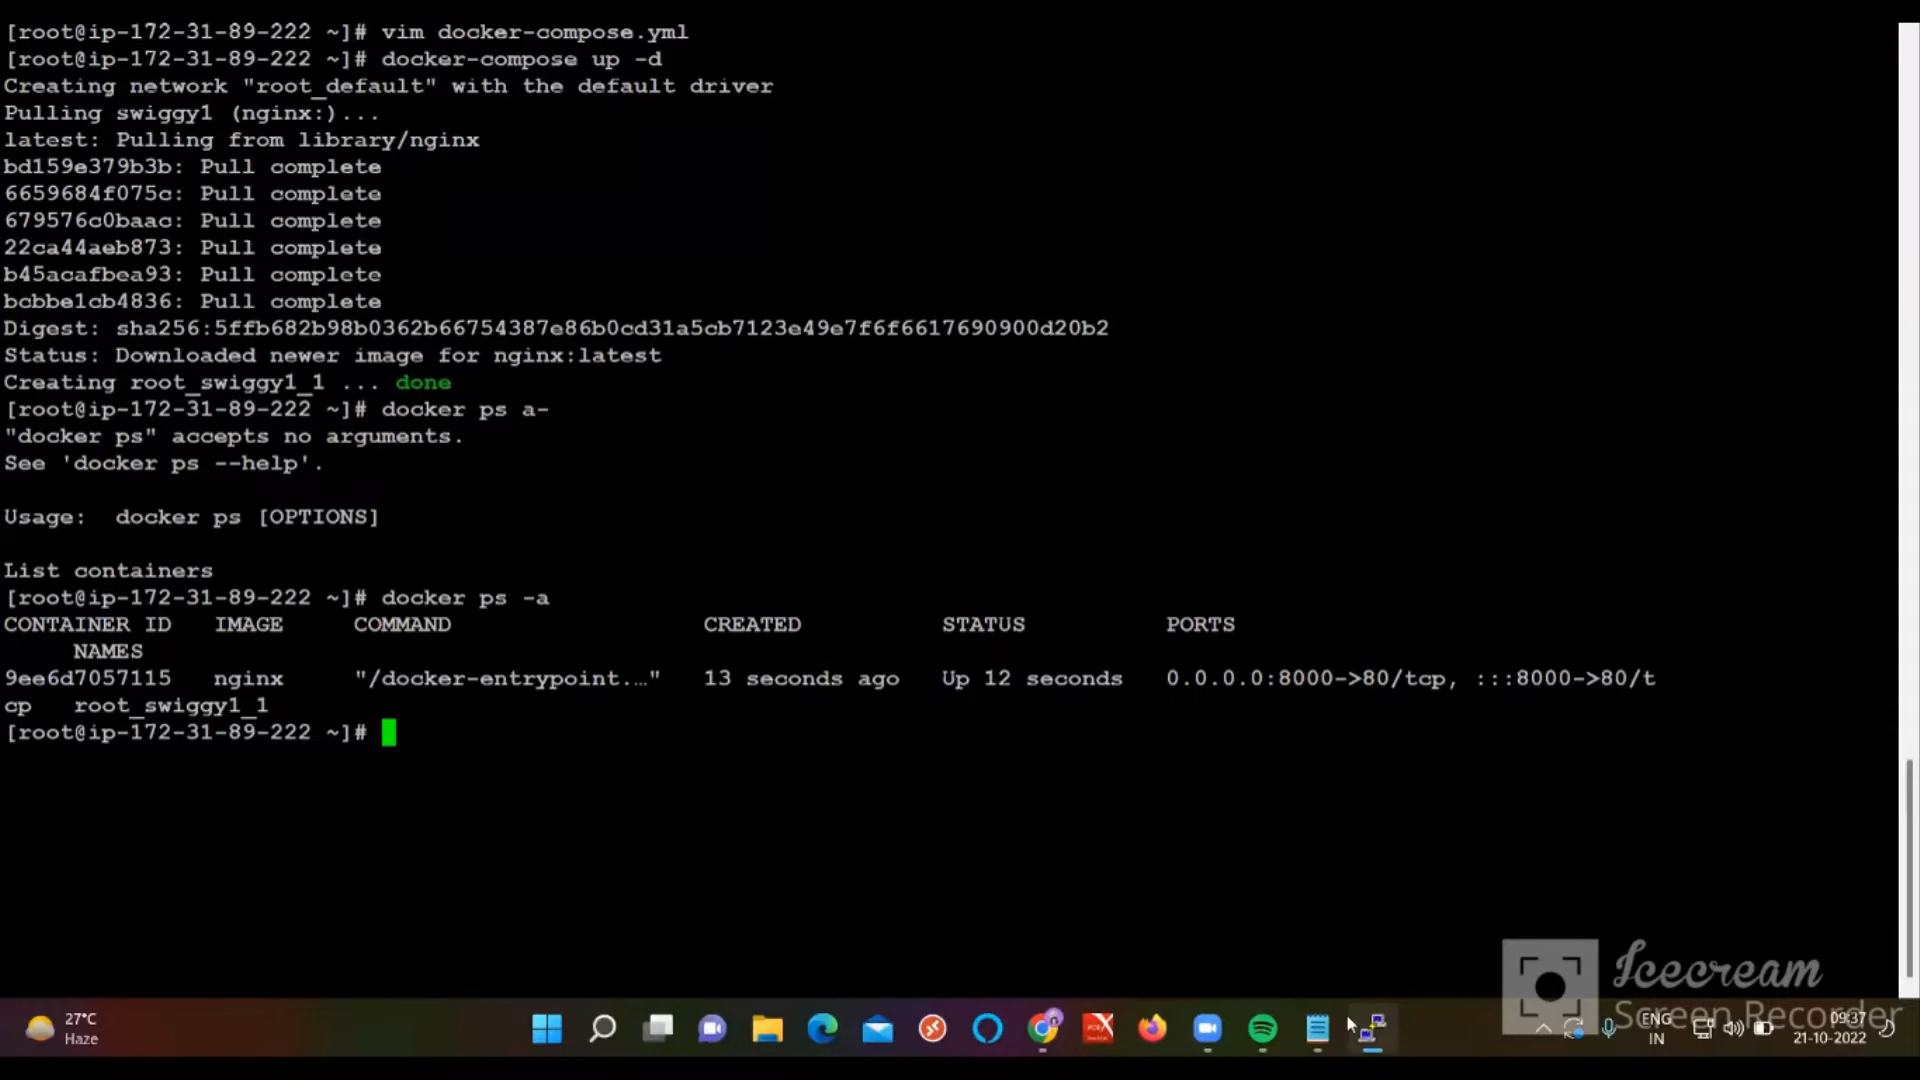 [root@ip-172-31-89-222 ~]# vim docker-compose.yml
[root@ip-172-31-89-222 ~]# docker-compose up -d
Creating network "root_default" with the default driver
Pulling swiggy1 (nginx:)...
latest: Pulling from library/nginx
bd159e379b3b: Pull complete
6659684f075c: Pull complete
679576c0baac: Pull complete
22ca44aeb873: Pull complete
b45acafbea93: Pull complete
bcbbe1cb4836: Pull complete
Digest: sha256:5ffb682b98b0362b66754387e86b0cd31a5cb7123e49e7f6f6617690900d20b2
Status: Downloaded newer image for nginx:latest
Creating root_swiggy1_1 ... done
[root@ip-172-31-89-222 ~]# docker ps a-
"docker ps" accepts no arguments.
See 'docker ps --help'.
Usage:  docker ps [OPTIONS]
List containers
[root@ip-172-31-89-222 ~]# docker ps -a
CONTAINER ID   IMAGE     COMMAND                  CREATED          STATUS          PORTS
     NAMES
9ee6d7057115   nginx     "/docker-entrypoint.…"   13 seconds ago   Up 12 seconds   0.0.0.0:8000->80/tcp, :::8000->80/t
cp   root_swiggy1_1
[root@ip-172-31-89-222 ~]#
Icecream
Screen Recorder
27°C
Haze
ENG
IN
09:37
21-10-2022